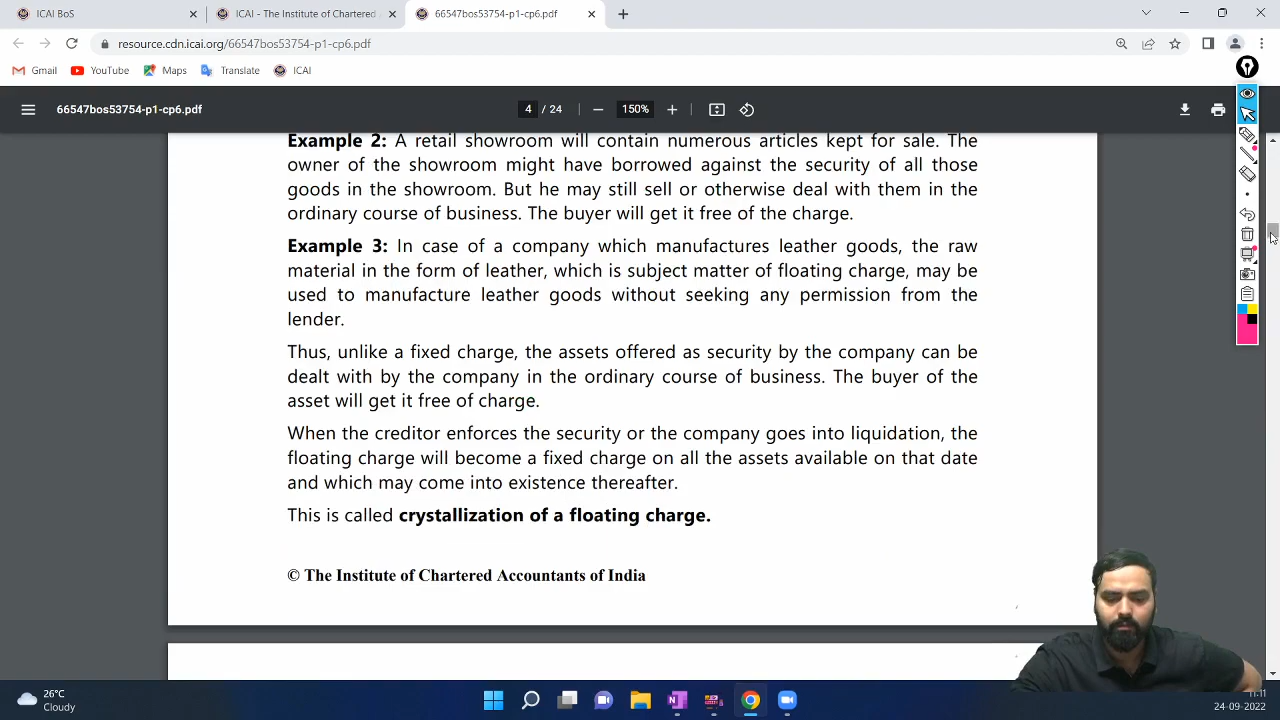 ICAI BoS
ICAI - The Institute of Chartered
66547bos53754-p1-cp6.pdf
resource.cdn.icai.org/66547bos53754-p1-cp6.pdf
Gmail
YouTube
Maps
Translate
ICAI
66547bos53754-p1-cp6.pdf
4 / 24
150%
Example 2: A retail showroom will contain numerous articles kept for sale. The
owner of the showroom might have borrowed against the security of all those
goods in the showroom. But he may still sell or otherwise deal with them in the
ordinary course of business. The buyer will get it free of the charge.
Example 3: In case of a company which manufactures leather goods, the raw
material in the form of leather, which is subject matter of floating charge, may be
used to manufacture leather goods without seeking any permission from the
lender.
Thus, unlike a fixed charge, the assets offered as security by the company can be
dealt with by the company in the ordinary course of business. The buyer of the
asset will get it free of charge.
When the creditor enforces the security or the company goes into liquidation, the
floating charge will become a fixed charge on all the assets available on that date
and which may come into existence thereafter.
This is called crystallization of a floating charge.
© The Institute of Chartered Accountants of India
26°C
Cloudy
11:11
24-09-2022